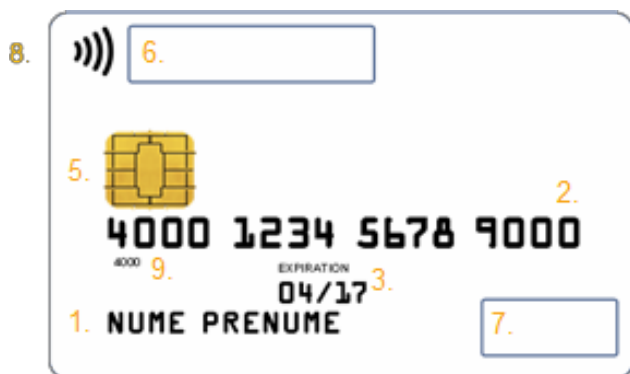 8.
6.
5.
2.
4000 1234 5678 9000
4000 9.
EXPIRATION
04/17 3.
1. NUME PRENUME
7.